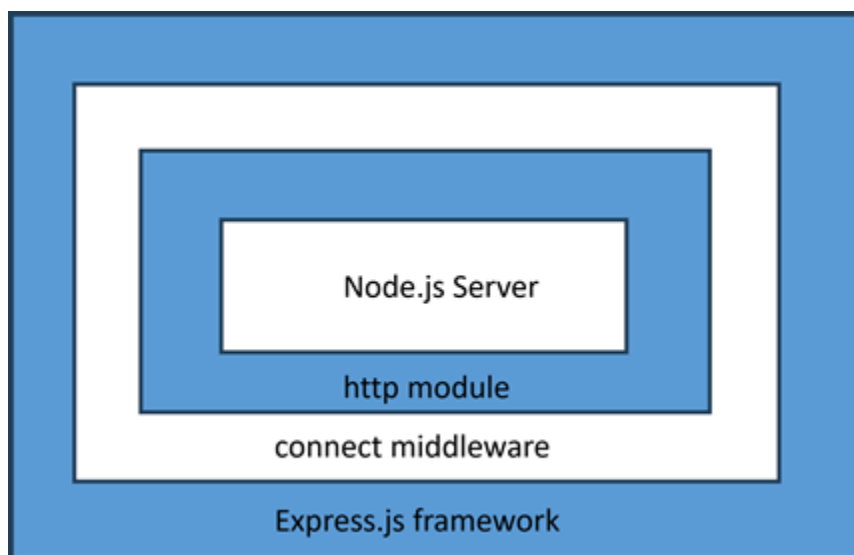 Node.js Server
http module
connect middleware
Express.js framework